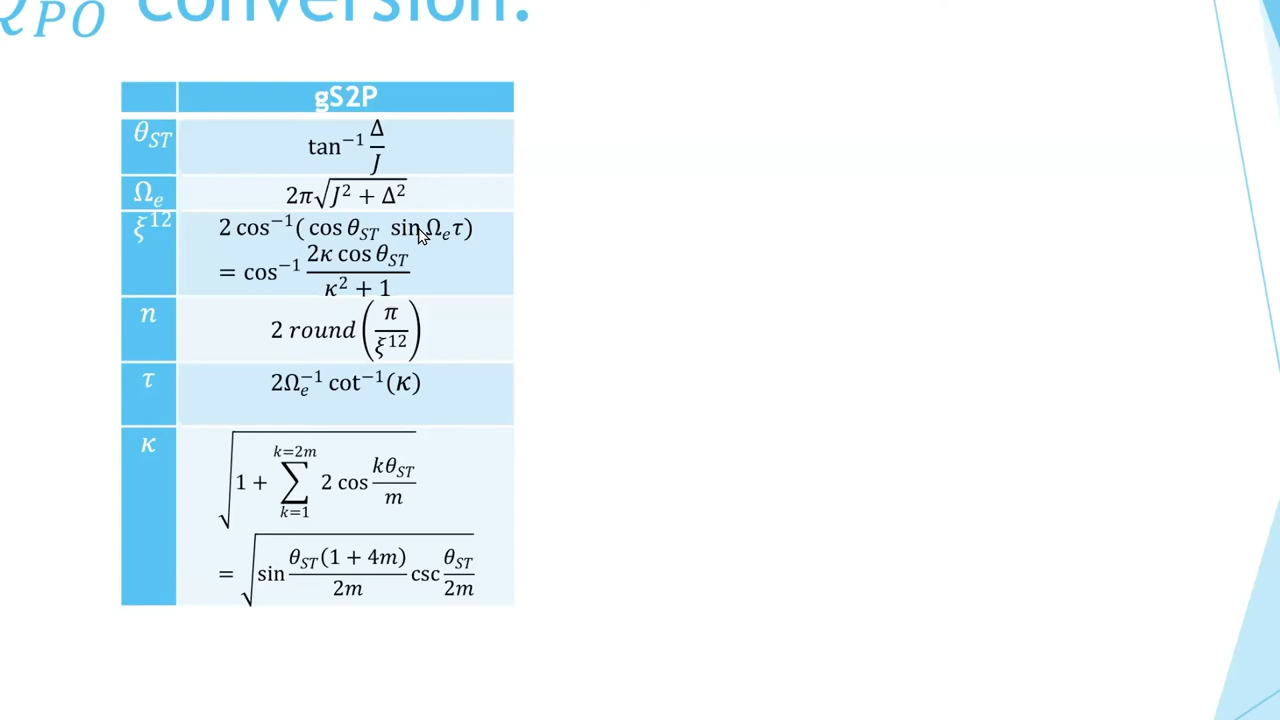 Q_PO conversion:
gS2P
θ_ST tan⁻¹ Δ/J
Ω_e 2π√(J² + Δ²)
ξ¹² 2 cos⁻¹( cos θ_ST sin Ω_e τ)
= cos⁻¹ (2κ cos θ_ST)/(κ² + 1)
n 2 round(π/ξ¹²)
τ 2Ω_e⁻¹ cot⁻¹(κ)
κ √(1 + ∑_{k=1}^{k=2m} 2 cos kθ_ST/m)
= √(sin θ_ST(1 + 4m)/2m csc θ_ST/2m)